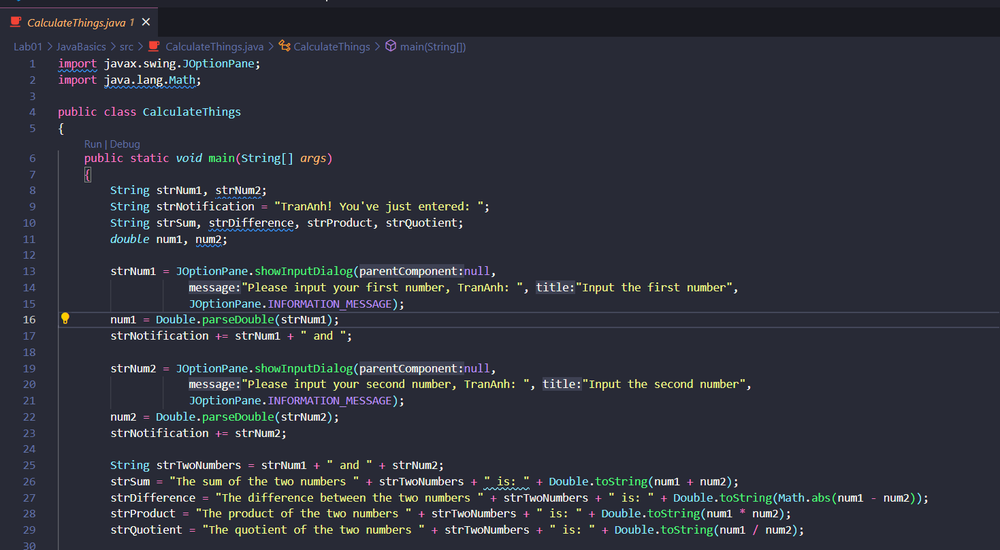 CalculateThings.java 1
Lab01 > JavaBasics > src > CalculateThings.java > CalculateThings > main(String[])
1 import javax.swing.JOptionPane;
2 import java.lang.Math;
3
4 public class CalculateThings
5 {
Run | Debug
6 public static void main(String[] args)
7 {
8 String strNum1, strNum2;
9 String strNotification = "TranAnh! You've just entered: ";
10 String strSum, strDifference, strProduct, strQuotient;
11 double num1, num2;
12
13 strNum1 = JOptionPane.showInputDialog(parentComponent:null,
14 message:"Please input your first number, TranAnh: ", title:"Input the first number",
15 JOptionPane.INFORMATION_MESSAGE);
16 num1 = Double.parseDouble(strNum1);
17 strNotification += strNum1 + " and ";
18
19 strNum2 = JOptionPane.showInputDialog(parentComponent:null,
20 message:"Please input your second number, TranAnh: ", title:"Input the second number",
21 JOptionPane.INFORMATION_MESSAGE);
22 num2 = Double.parseDouble(strNum2);
23 strNotification += strNum2;
24
25 String strTwoNumbers = strNum1 + " and " + strNum2;
26 strSum = "The sum of the two numbers " + strTwoNumbers + " is: " + Double.toString(num1 + num2);
27 strDifference = "The difference between the two numbers " + strTwoNumbers + " is: " + Double.toString(Math.abs(num1 - num2));
28 strProduct = "The product of the two numbers " + strTwoNumbers + " is: " + Double.toString(num1 * num2);
29 strQuotient = "The quotient of the two numbers " + strTwoNumbers + " is: " + Double.toString(num1 / num2);
30